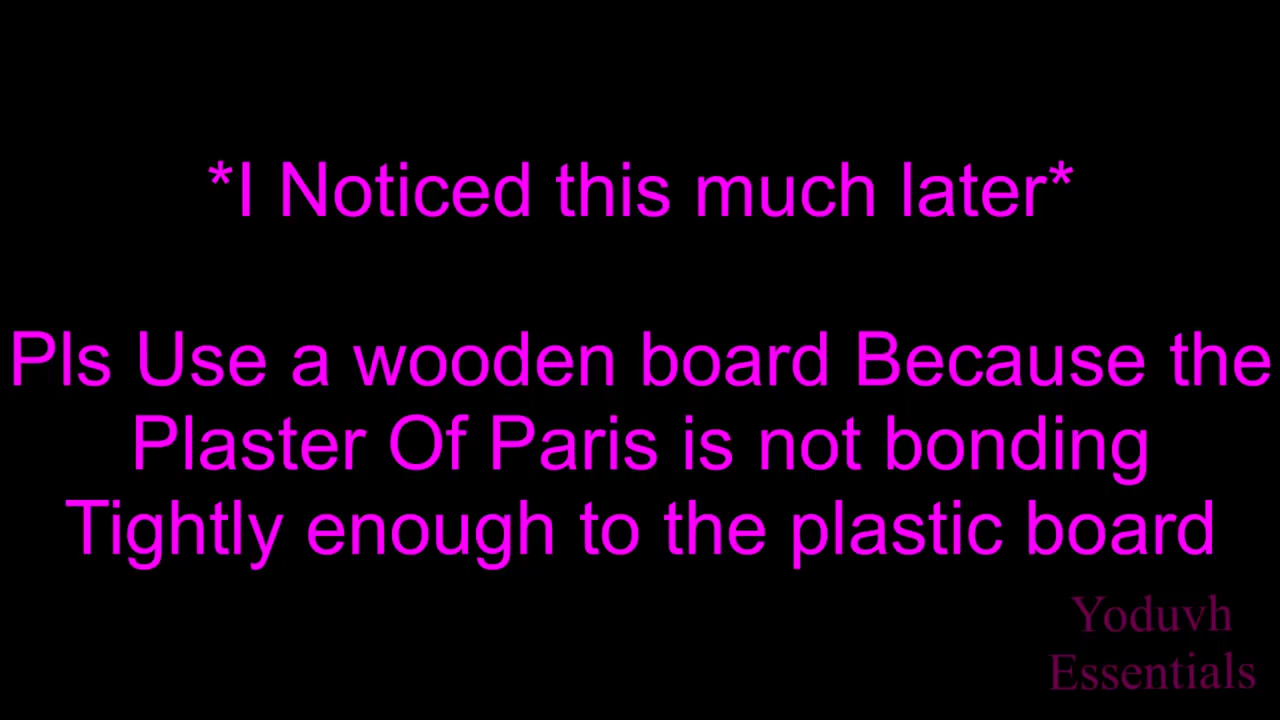 *I Noticed this much later*
Pls Use a wooden board Because the
Plaster Of Paris is not bonding
Tightly enough to the plastic board
Yoduvh
Essentials